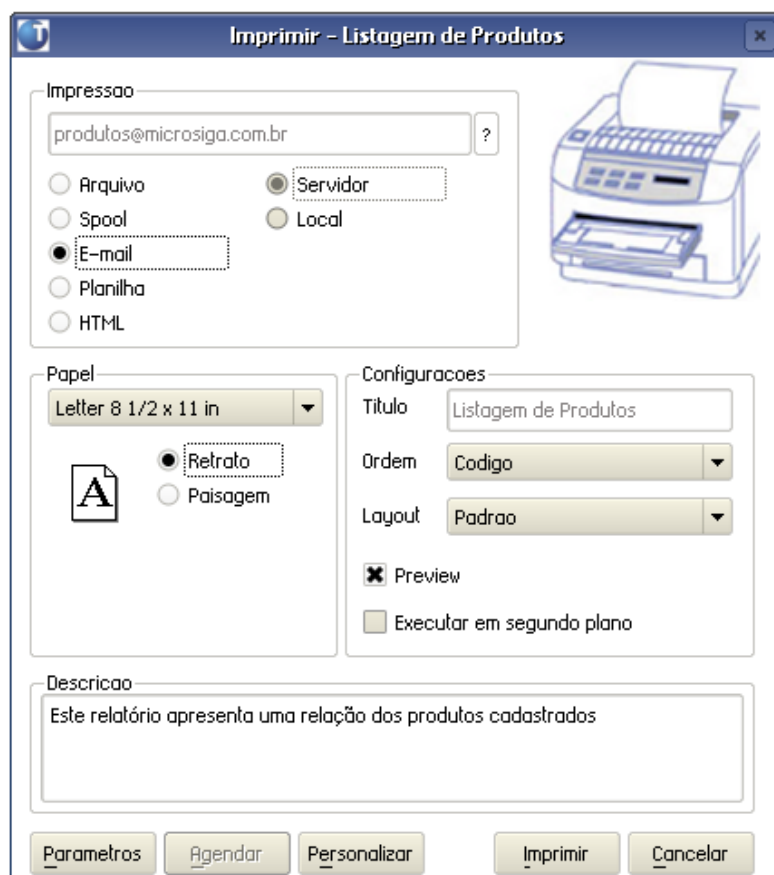 Imprimir - Listagem de Produtos
Impressao
produtos@microsiga.com.br
?
Arquivo
Servidor
Spool
Local
E-mail
Planilha
HTML
Papel
Letter 8 1/2 x 11 in
Retrato
Paisagem
A
Configuracoes
Titulo
Listagem de Produtos
Ordem
Codigo
Layout
Padrao
Preview
Executar em segundo plano
Descricao
Este relatório apresenta uma relação dos produtos cadastrados
Parametros
Agendar
Personalizar
Imprimir
Cancelar